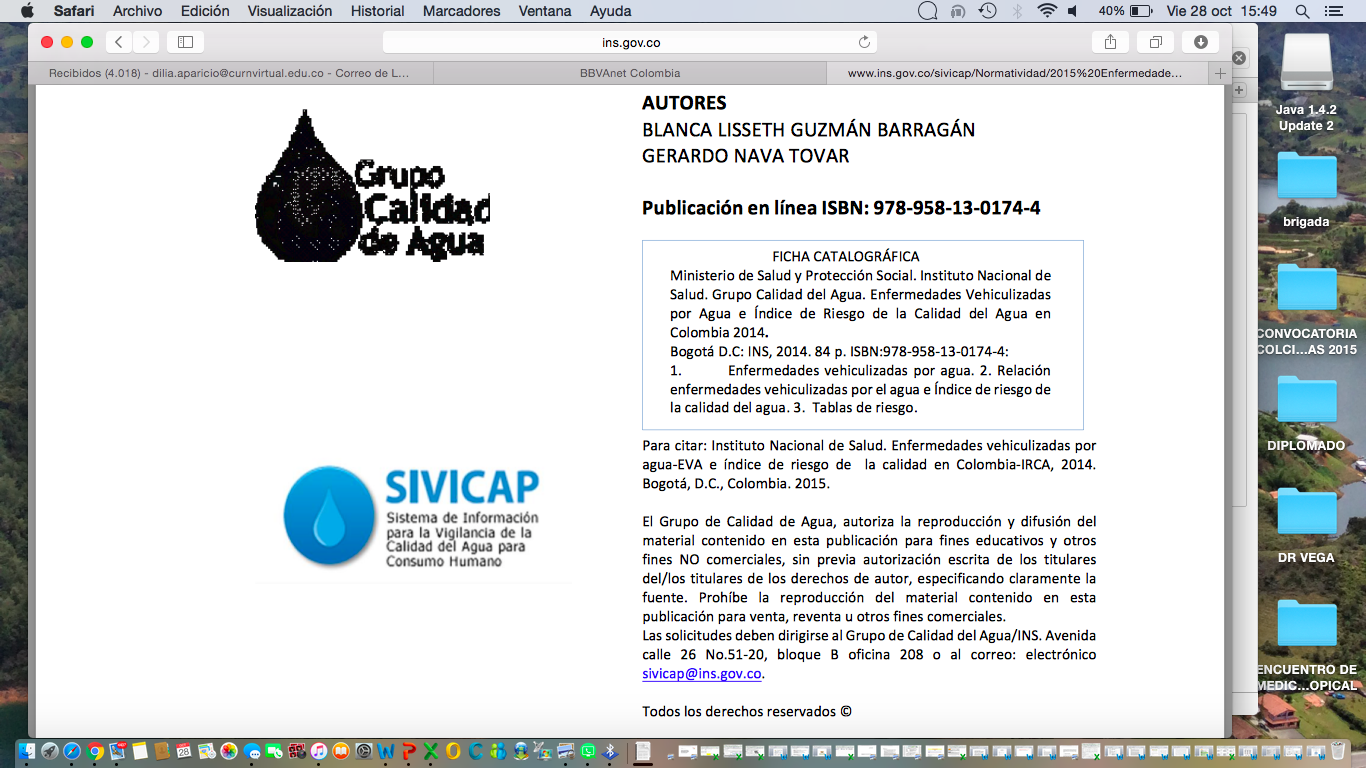 Safari Archivo Edición Visualización Historial Marcadores Ventana Ayuda 40% Vie 28 oct 15:49
ins.gov.co
Recibidos (4.018) - dilia.aparicio@curnvirtual.edu.co - Correo de L... BBVAnet Colombia www.ins.gov.co/sivicap/Normatividad/2015%20Enfermedade...
Grupo
Calidad
de Agua
SIVICAP
Sistema de Información
para la Vigilancia de la
Calidad del Agua para
Consumo Humano
AUTORES
BLANCA LISSETH GUZMÁN BARRAGÁN
GERARDO NAVA TOVAR
Publicación en línea ISBN: 978-958-13-0174-4
FICHA CATALOGRÁFICA
Ministerio de Salud y Protección Social. Instituto Nacional de
Salud. Grupo Calidad del Agua. Enfermedades Vehiculizadas
por Agua e Índice de Riesgo de la Calidad del Agua en
Colombia 2014.
Bogotá D.C: INS, 2014. 84 p. ISBN:978-958-13-0174-4:
1. Enfermedades vehiculizadas por agua. 2. Relación
enfermedades vehiculizadas por el agua e Índice de riesgo de
la calidad del agua. 3. Tablas de riesgo.
Para citar: Instituto Nacional de Salud. Enfermedades vehiculizadas por
agua-EVA e índice de riesgo de la calidad en Colombia-IRCA, 2014.
Bogotá, D.C., Colombia. 2015.
El Grupo de Calidad de Agua, autoriza la reproducción y difusión del
material contenido en esta publicación para fines educativos y otros
fines NO comerciales, sin previa autorización escrita de los titulares
del/los titulares de los derechos de autor, especificando claramente la
fuente. Prohíbe la reproducción del material contenido en esta
publicación para venta, reventa u otros fines comerciales.
Las solicitudes deben dirigirse al Grupo de Calidad del Agua/INS. Avenida
calle 26 No.51-20, bloque B oficina 208 o al correo: electrónico
sivicap@ins.gov.co.
Todos los derechos reservados ©
Java 1.4.2
Update 2
brigada
CONVOCATORIA
COLCI...AS 2015
DIPLOMADO
DR VEGA
ENCUENTRO DE
MEDIC...OPICAL